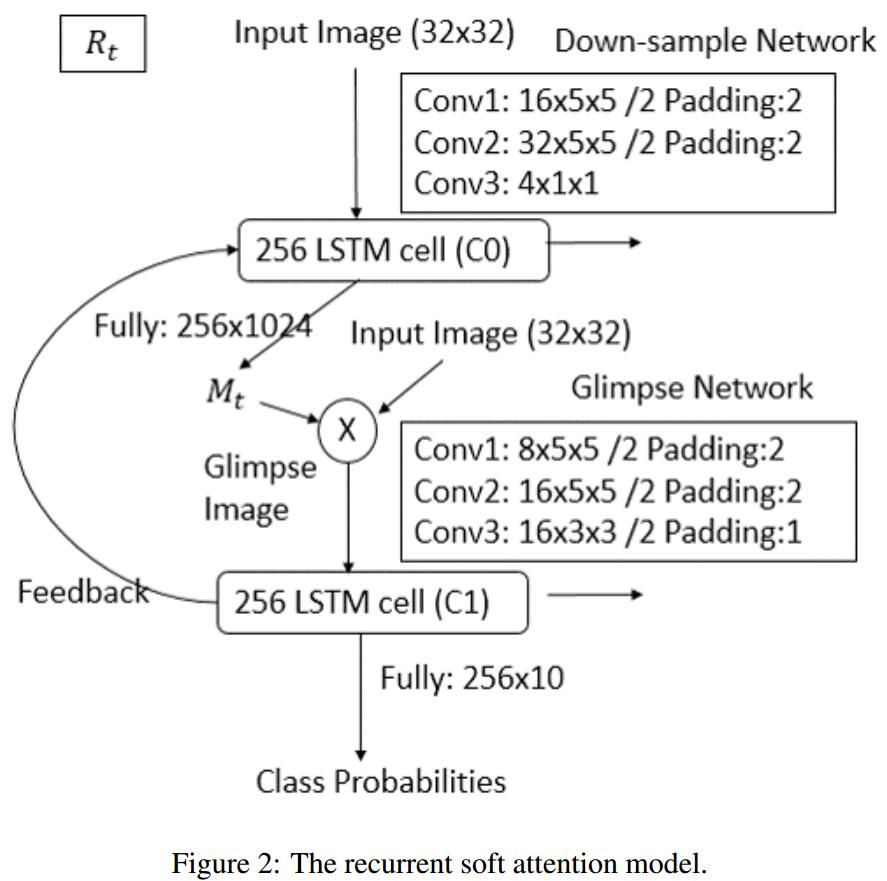 R_t
Input Image (32x32)
Down-sample Network
Conv1: 16x5x5 /2 Padding:2
Conv2: 32x5x5 /2 Padding:2
Conv3: 4x1x1
256 LSTM cell (C0)
Fully: 256x1024
Input Image (32x32)
M_t
Glimpse Network
X
Conv1: 8x5x5 /2 Padding:2
Conv2: 16x5x5 /2 Padding:2
Conv3: 16x3x3 /2 Padding:1
Glimpse
Image
Feedback
256 LSTM cell (C1)
Fully: 256x10
Class Probabilities
Figure 2: The recurrent soft attention model.